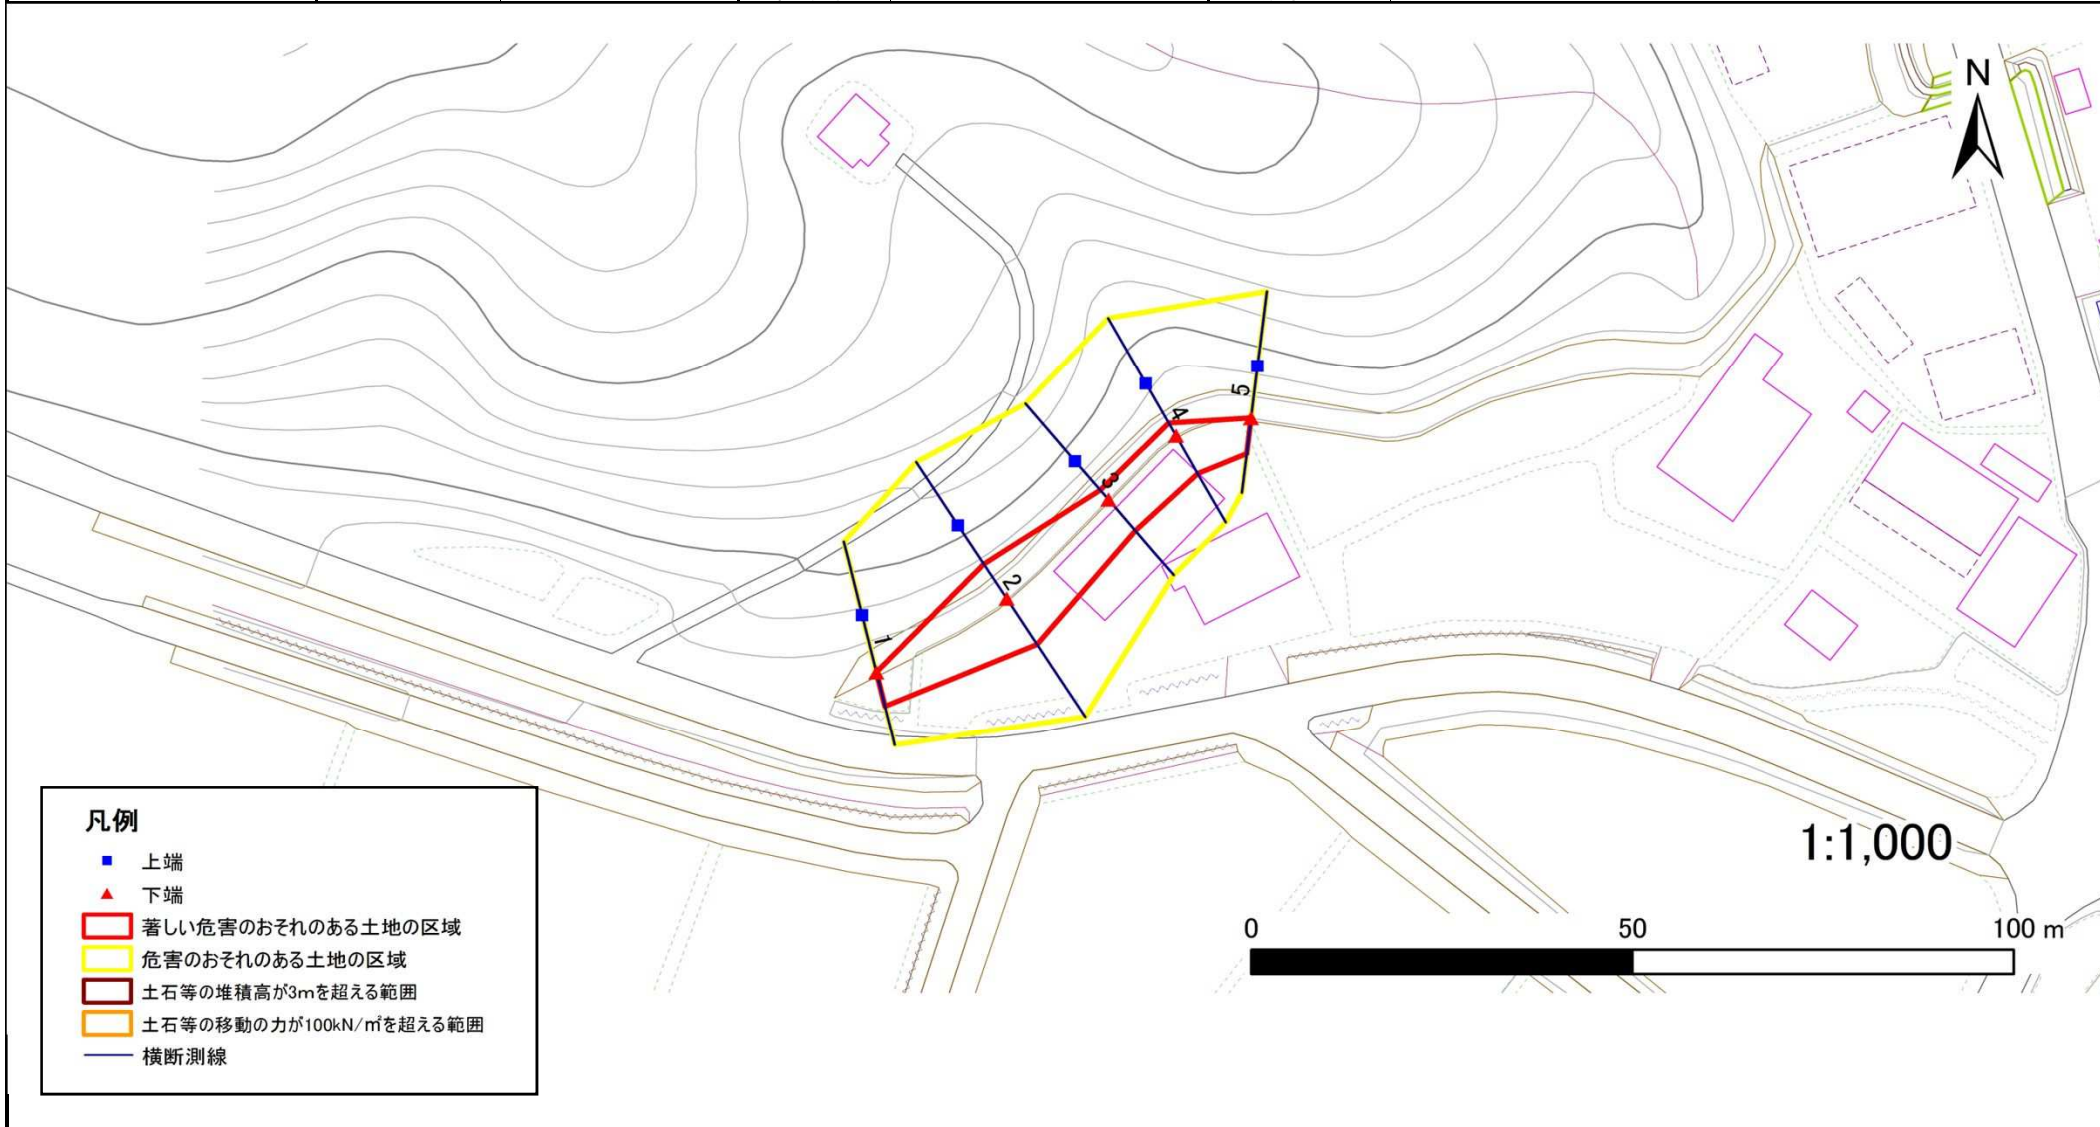 N
5
4
3
2
1
1:1,000
0 50 100 m
凡例
上端
下端
著しい危害のおそれのある土地の区域
危害のおそれのある土地の区域
土石等の堆積高が3mを超える範囲
土石等の移動の力が100kN/㎡を超える範囲
横断測線